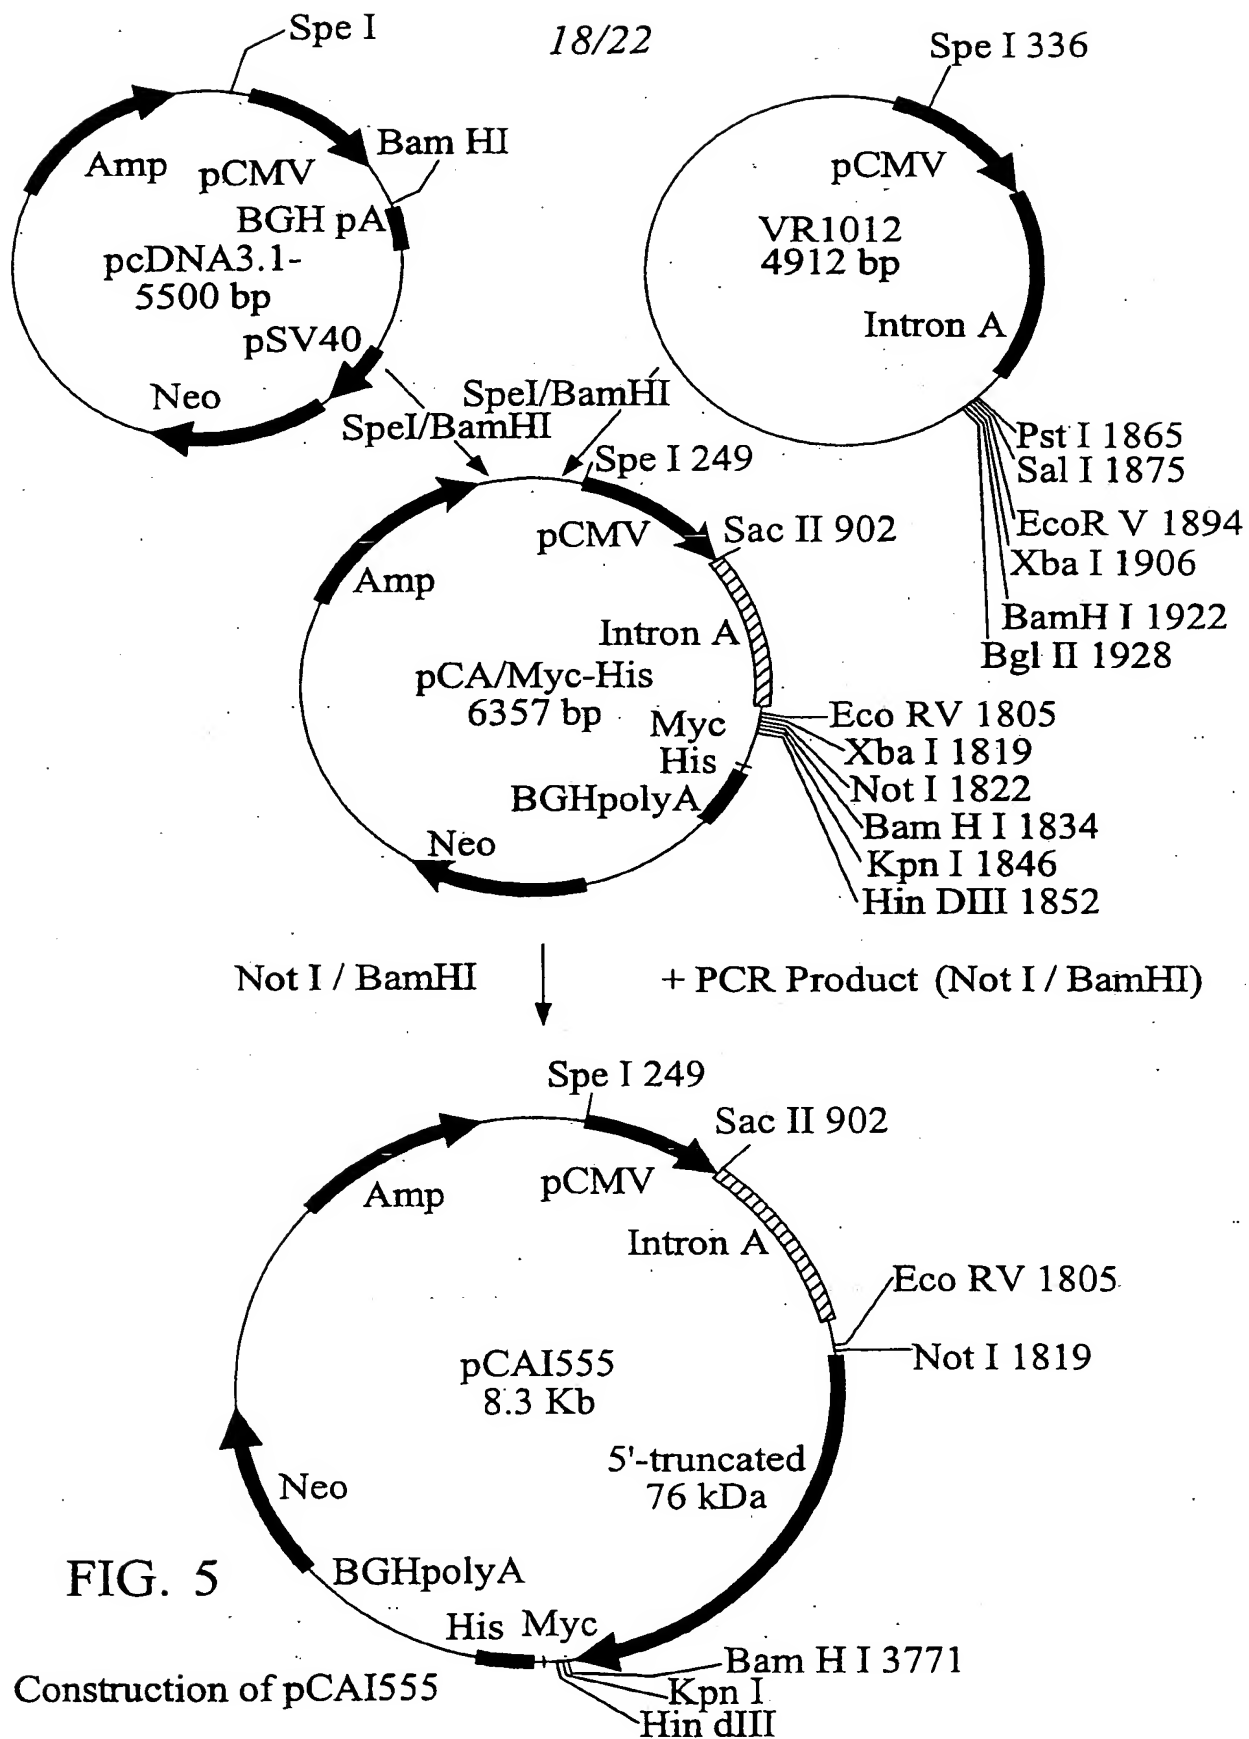 18/22
Spe I
Amp
pCMV
Bam HI
BGH pA
pcDNA3.1-
5500 bp
pSV40
Neo
SpeI/BamHI
Spe I 336
pCMV
VR1012
4912 bp
Intron A
SpeI/BamHI
Pst I 1865
Sal I 1875
EcoR V 1894
Xba I 1906
BamH I 1922
Bgl II 1928
Spe I 249
pCMV
Sac II 902
Amp
Intron A
pCA/Myc-His
6357 bp
Myc
His
BGHpolyA
Neo
Eco RV 1805
Xba I 1819
Not I 1822
Bam H I 1834
Kpn I 1846
Hin DIII 1852
Not I / BamHI
+ PCR Product (Not I / BamHI)
Spe I 249
Sac II 902
pCMV
Amp
Intron A
Eco RV 1805
Not I 1819
pCAI555
8.3 Kb
5'-truncated
76 kDa
Neo
BGHpolyA
His Myc
Bam H I 3771
Kpn I
Hin dIII
FIG. 5
Construction of pCAI555